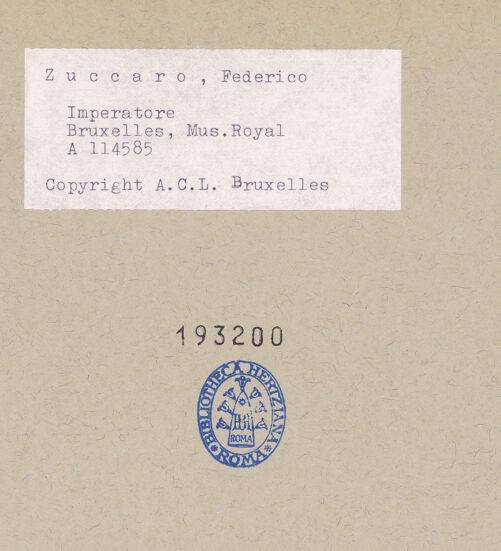 Z u c c a r o , Federico
Imperatore
Bruxelles, Mus.Royal
A 114585
Copyright A.C.L. Bruxelles
193200
BIBLIOTHECA HERTZIANA
ROMA
ROMA